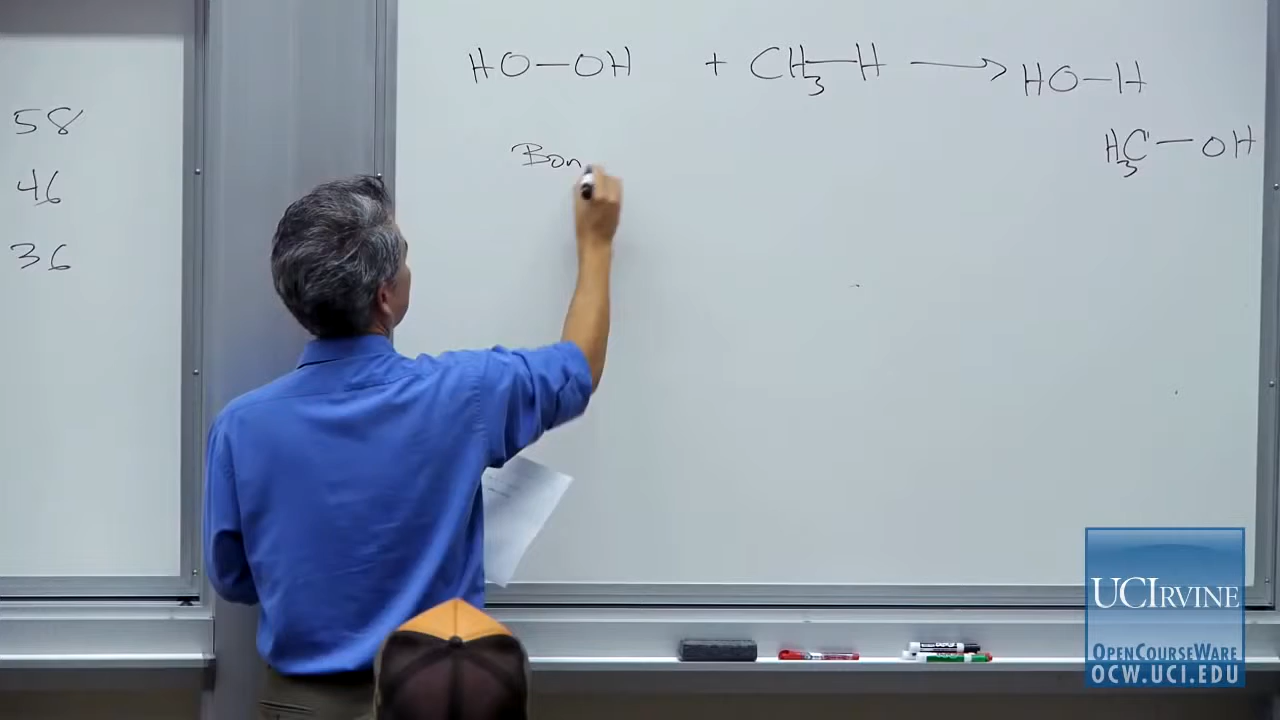 58
46
36
HO—OH + CH3—H → HO—H
H3C—OH
Bon
UCIRVINE
OPENCOURSEWARE
OCW.UCI.EDU